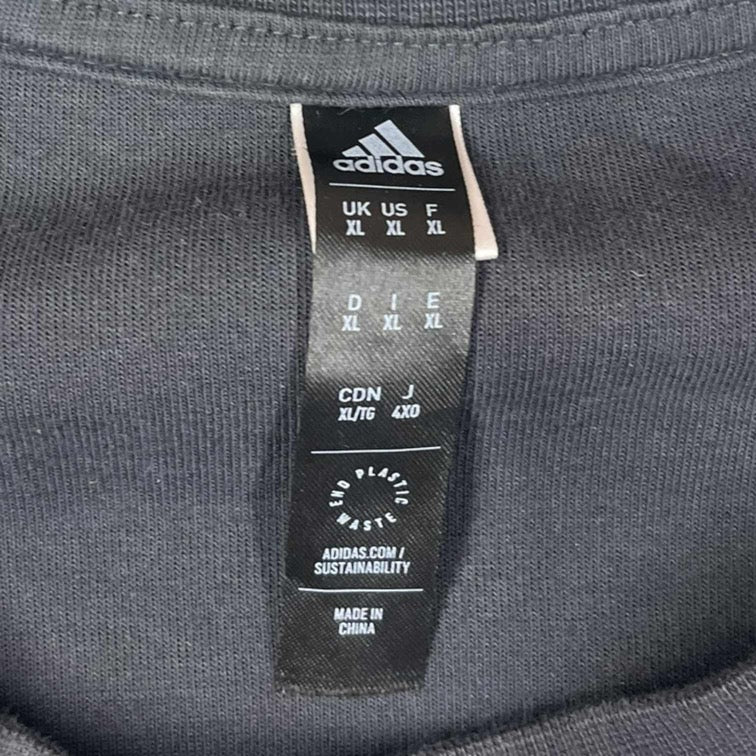 adidas
UK US F
XL XL XL
D I E
XL XL XL
CDN J
XL/TG 4XO
END PLASTIC WASTE
ADIDAS.COM/
SUSTAINABILITY
MADE IN
CHINA